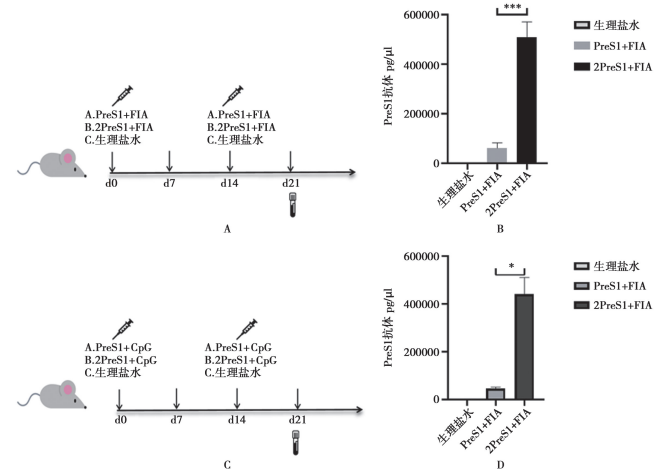 A.PreS1+FIA
B.2PreS1+FIA
C.生理盐水
A.PreS1+FIA
B.2PreS1+FIA
C.生理盐水
d0
d7
d14
d21
A
600000
400000
200000
0
PreS1抗体 pg/μl
***
生理盐水
PreS1+FIA
2PreS1+FIA
生理盐水
PreS1+FIA
2PreS1+FIA
B
A.PreS1+CpG
B.2PreS1+CpG
C.生理盐水
A.PreS1+CpG
B.2PreS1+CpG
C.生理盐水
d0
d7
d14
d21
C
600000
400000
200000
0
PreS1抗体 pg/μl
*
生理盐水
PreS1+FIA
2PreS1+FIA
生理盐水
PreS1+FIA
2PreS1+FIA
D